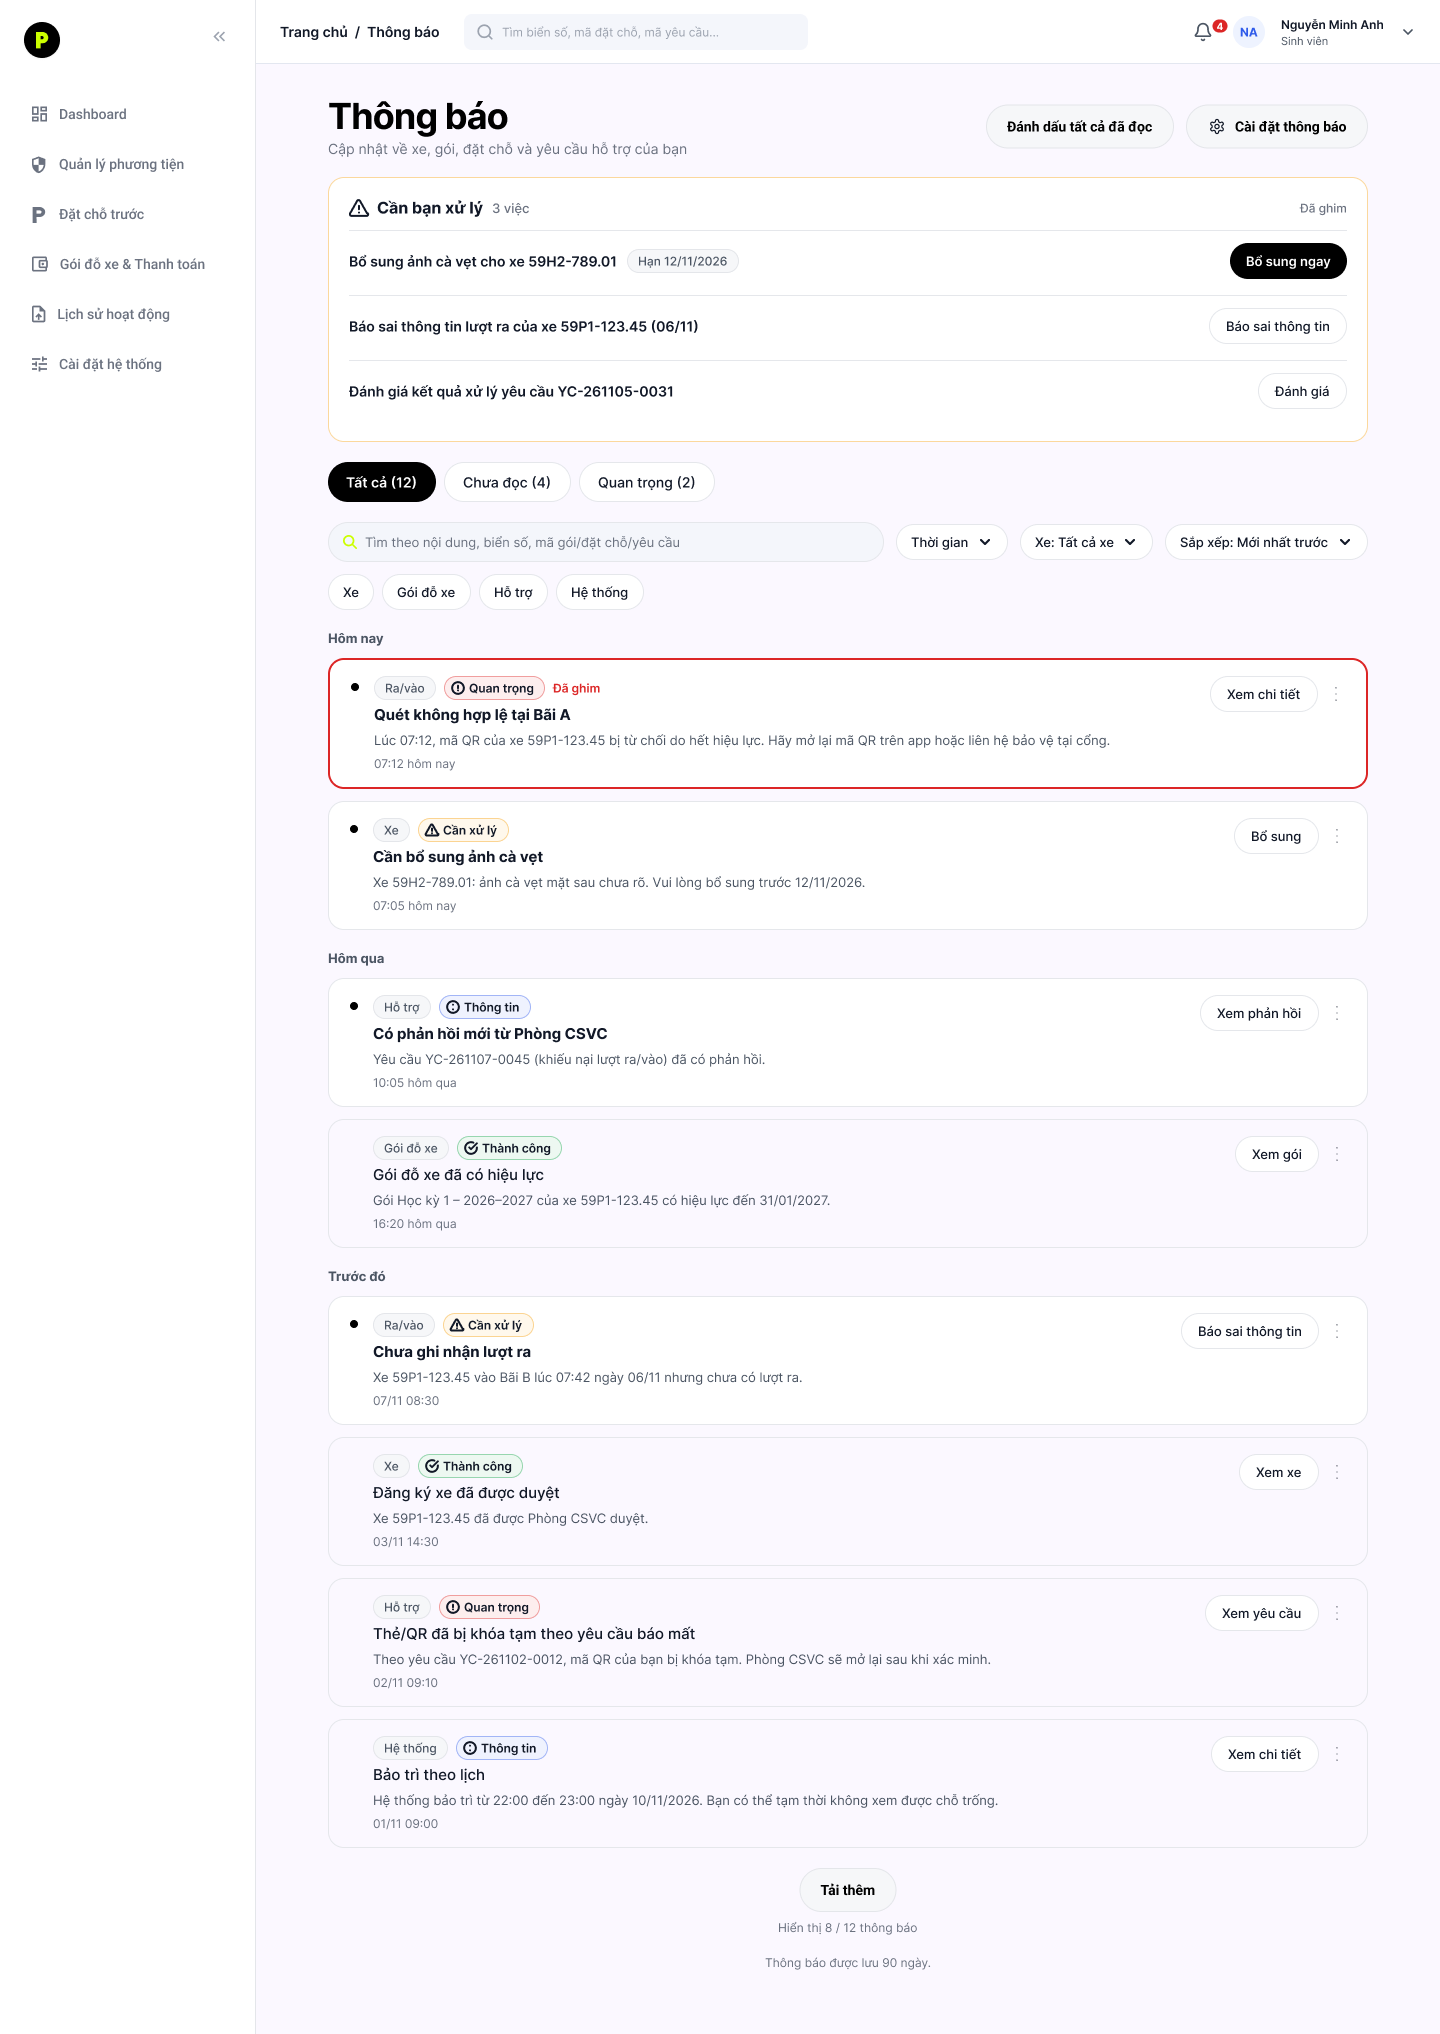 P
Trang chủ / Thông báo
Tìm biển số, mã đặt chỗ, mã yêu cầu...
4
NA
Nguyễn Minh Anh
Sinh viên
Dashboard
Quản lý phương tiện
P Đặt chỗ trước
Gói đỗ xe & Thanh toán
Lịch sử hoạt động
Cài đặt hệ thống
Thông báo
Cập nhật về xe, gói, đặt chỗ và yêu cầu hỗ trợ của bạn
Đánh dấu tất cả đã đọc
Cài đặt thông báo
Cần bạn xử lý 3 việc
Đã ghim
Bổ sung ảnh cà vẹt cho xe 59H2-789.01 Hạn 12/11/2026
Bổ sung ngay
Báo sai thông tin lượt ra của xe 59P1-123.45 (06/11)
Báo sai thông tin
Đánh giá kết quả xử lý yêu cầu YC-261105-0031
Đánh giá
Tất cả (12) Chưa đọc (4) Quan trọng (2)
Tìm theo nội dung, biển số, mã gói/đặt chỗ/yêu cầu
Thời gian
Xe: Tất cả xe
Sắp xếp: Mới nhất trước
Xe Gói đỗ xe Hỗ trợ Hệ thống
Hôm nay
Ra/vào Quan trọng Đã ghim
Quét không hợp lệ tại Bãi A
Lúc 07:12, mã QR của xe 59P1-123.45 bị từ chối do hết hiệu lực. Hãy mở lại mã QR trên app hoặc liên hệ bảo vệ tại cổng.
07:12 hôm nay
Xem chi tiết
Xe Cần xử lý
Cần bổ sung ảnh cà vẹt
Xe 59H2-789.01: ảnh cà vẹt mặt sau chưa rõ. Vui lòng bổ sung trước 12/11/2026.
07:05 hôm nay
Bổ sung
Hôm qua
Hỗ trợ Thông tin
Có phản hồi mới từ Phòng CSVC
Yêu cầu YC-261107-0045 (khiếu nại lượt ra/vào) đã có phản hồi.
10:05 hôm qua
Xem phản hồi
Gói đỗ xe Thành công
Gói đỗ xe đã có hiệu lực
Gói Học kỳ 1 – 2026–2027 của xe 59P1-123.45 có hiệu lực đến 31/01/2027.
16:20 hôm qua
Xem gói
Trước đó
Ra/vào Cần xử lý
Chưa ghi nhận lượt ra
Xe 59P1-123.45 vào Bãi B lúc 07:42 ngày 06/11 nhưng chưa có lượt ra.
07/11 08:30
Báo sai thông tin
Xe Thành công
Đăng ký xe đã được duyệt
Xe 59P1-123.45 đã được Phòng CSVC duyệt.
03/11 14:30
Xem xe
Hỗ trợ Quan trọng
Thẻ/QR đã bị khóa tạm theo yêu cầu báo mất
Theo yêu cầu YC-261102-0012, mã QR của bạn bị khóa tạm. Phòng CSVC sẽ mở lại sau khi xác minh.
02/11 09:10
Xem yêu cầu
Hệ thống Thông tin
Bảo trì theo lịch
Hệ thống bảo trì từ 22:00 đến 23:00 ngày 10/11/2026. Bạn có thể tạm thời không xem được chỗ trống.
01/11 09:00
Xem chi tiết
Tải thêm
Hiển thị 8 / 12 thông báo
Thông báo được lưu 90 ngày.